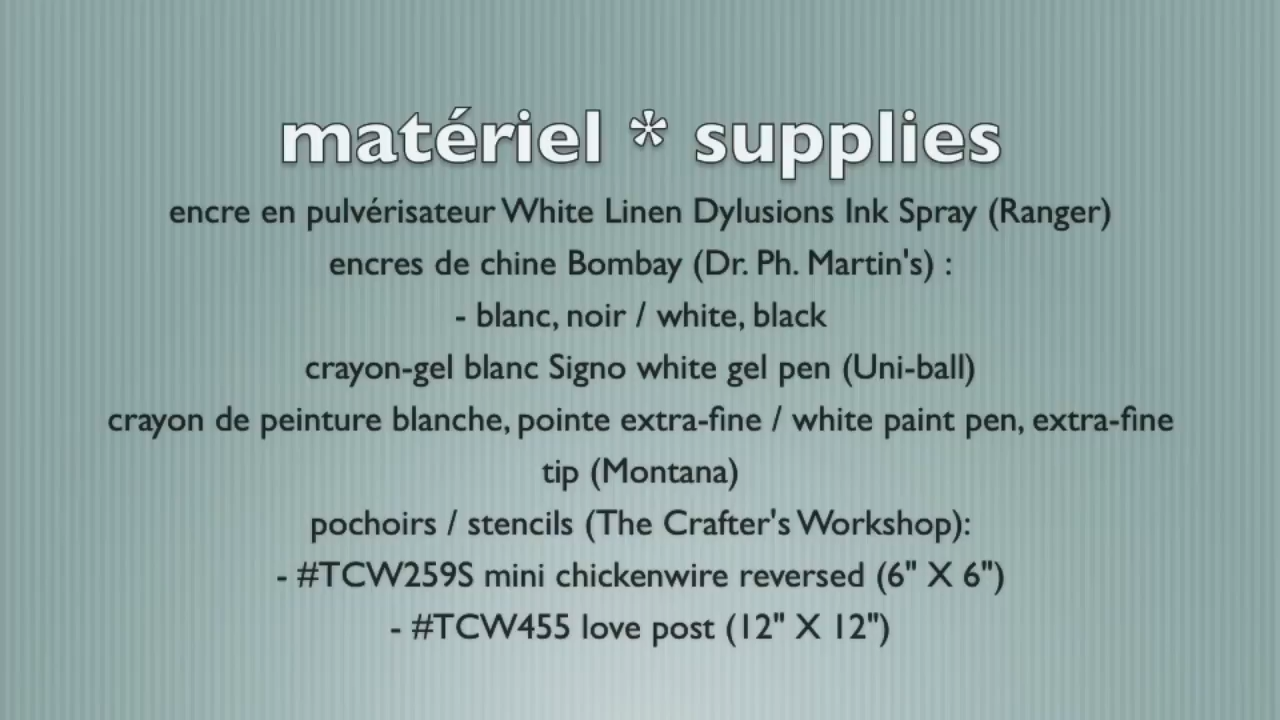 matériel * supplies
encre en pulvérisateur White Linen Dylusions Ink Spray (Ranger)
encres de chine Bombay (Dr. Ph. Martin's) :
- blanc, noir / white, black
crayon-gel blanc Signo white gel pen (Uni-ball)
crayon de peinture blanche, pointe extra-fine / white paint pen, extra-fine
tip (Montana)
pochoirs / stencils (The Crafter's Workshop):
- #TCW259S mini chickenwire reversed (6" X 6")
- #TCW455 love post (12" X 12")